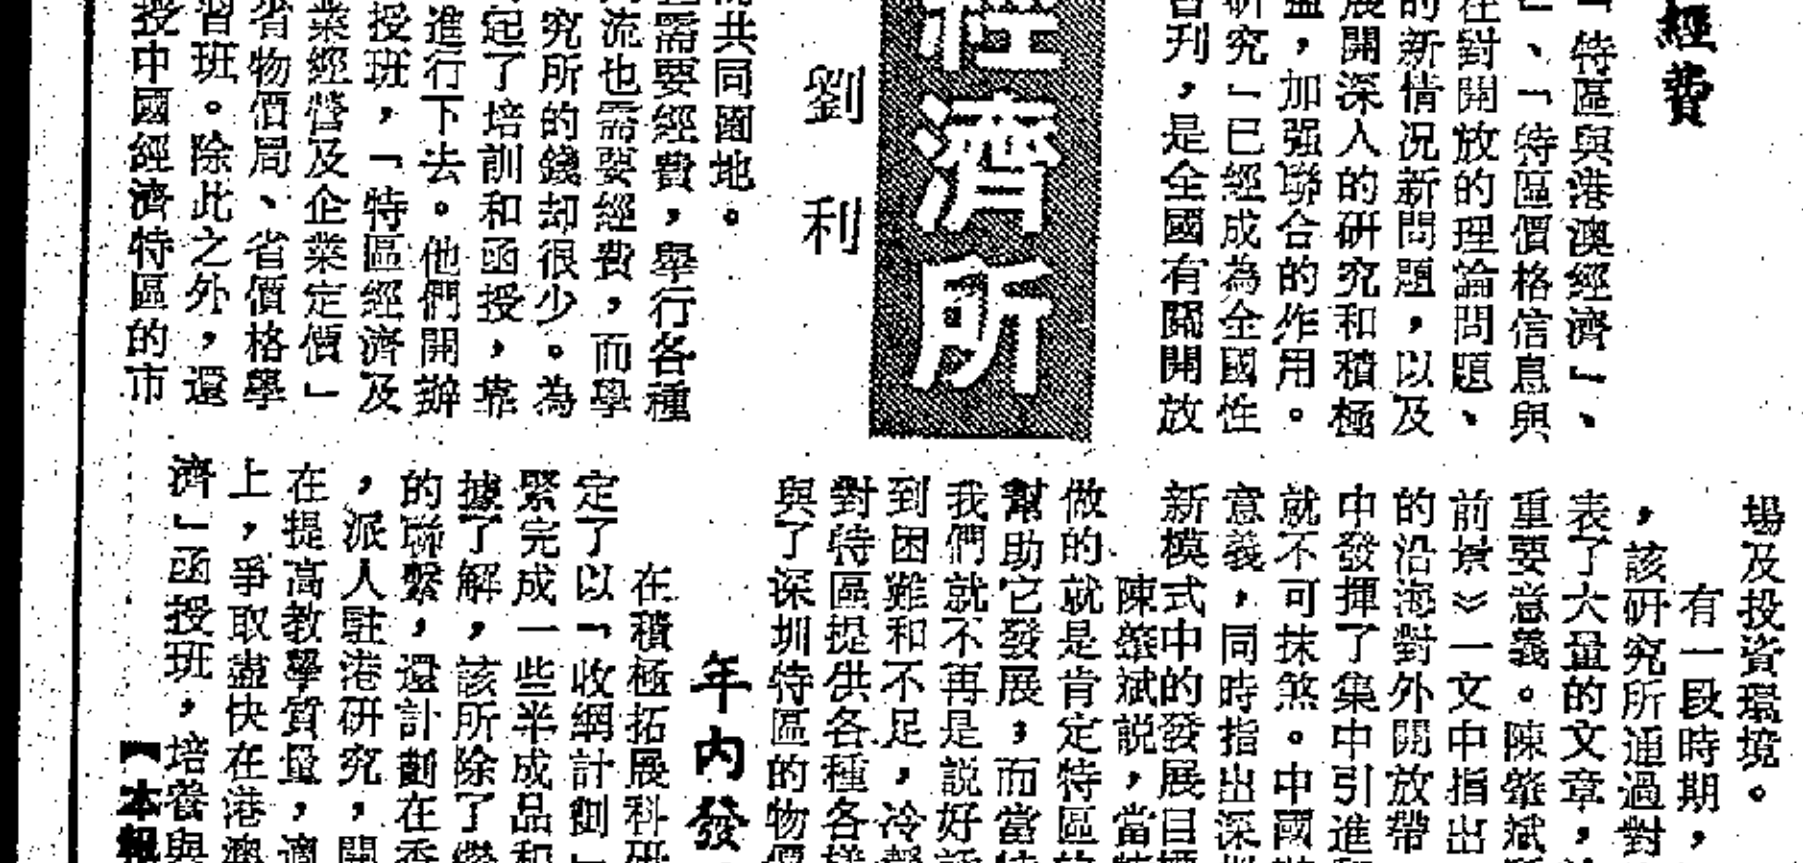 經費
「特區與港澳經濟」、
」、「特區價格信息與
在對開放的理論問題、
的新情況新問題，以及
展開深入的研究和積極
，加强聯合的作用。
研究」已經成為全國性
刊，是全國有關開放
濟所
劉利
共同園地。
需要經費，舉行各種
流也需要經費，而學
究所的錢却很少。為
起了培訓和函授，靠
進行下去。他們開辦
授班，「特區經濟及
業經營及企業定價」
省物價局、省價格學
習班。除此之外，還
授中國經濟特區的市
場及投資環境。
有一段時期，
，該研究所通過對
表了大量的文章，
重要意義。陳肇斌
前景》一文中指出
的沿海對外開放帶
中發揮了集中引進
就不可抹煞。中國
意義，同時指出深
新模式中的發展目標
陳肇斌説，當
做的就是肯定特區
幫助它發展，而當
我們就不再是説好話
到困難和不足，冷
對特區提供各種各樣
與了深圳特區的物價
年內發
在積極拓展科研
定了以「收網計劃」
緊完成一些半成品和
據了解，該所除了繼
的聯繫，還計劃在香
，派人駐港研究，開
在提高教學質量，適
上，爭取盡快在港澳
濟」函授班，培養與
【本報